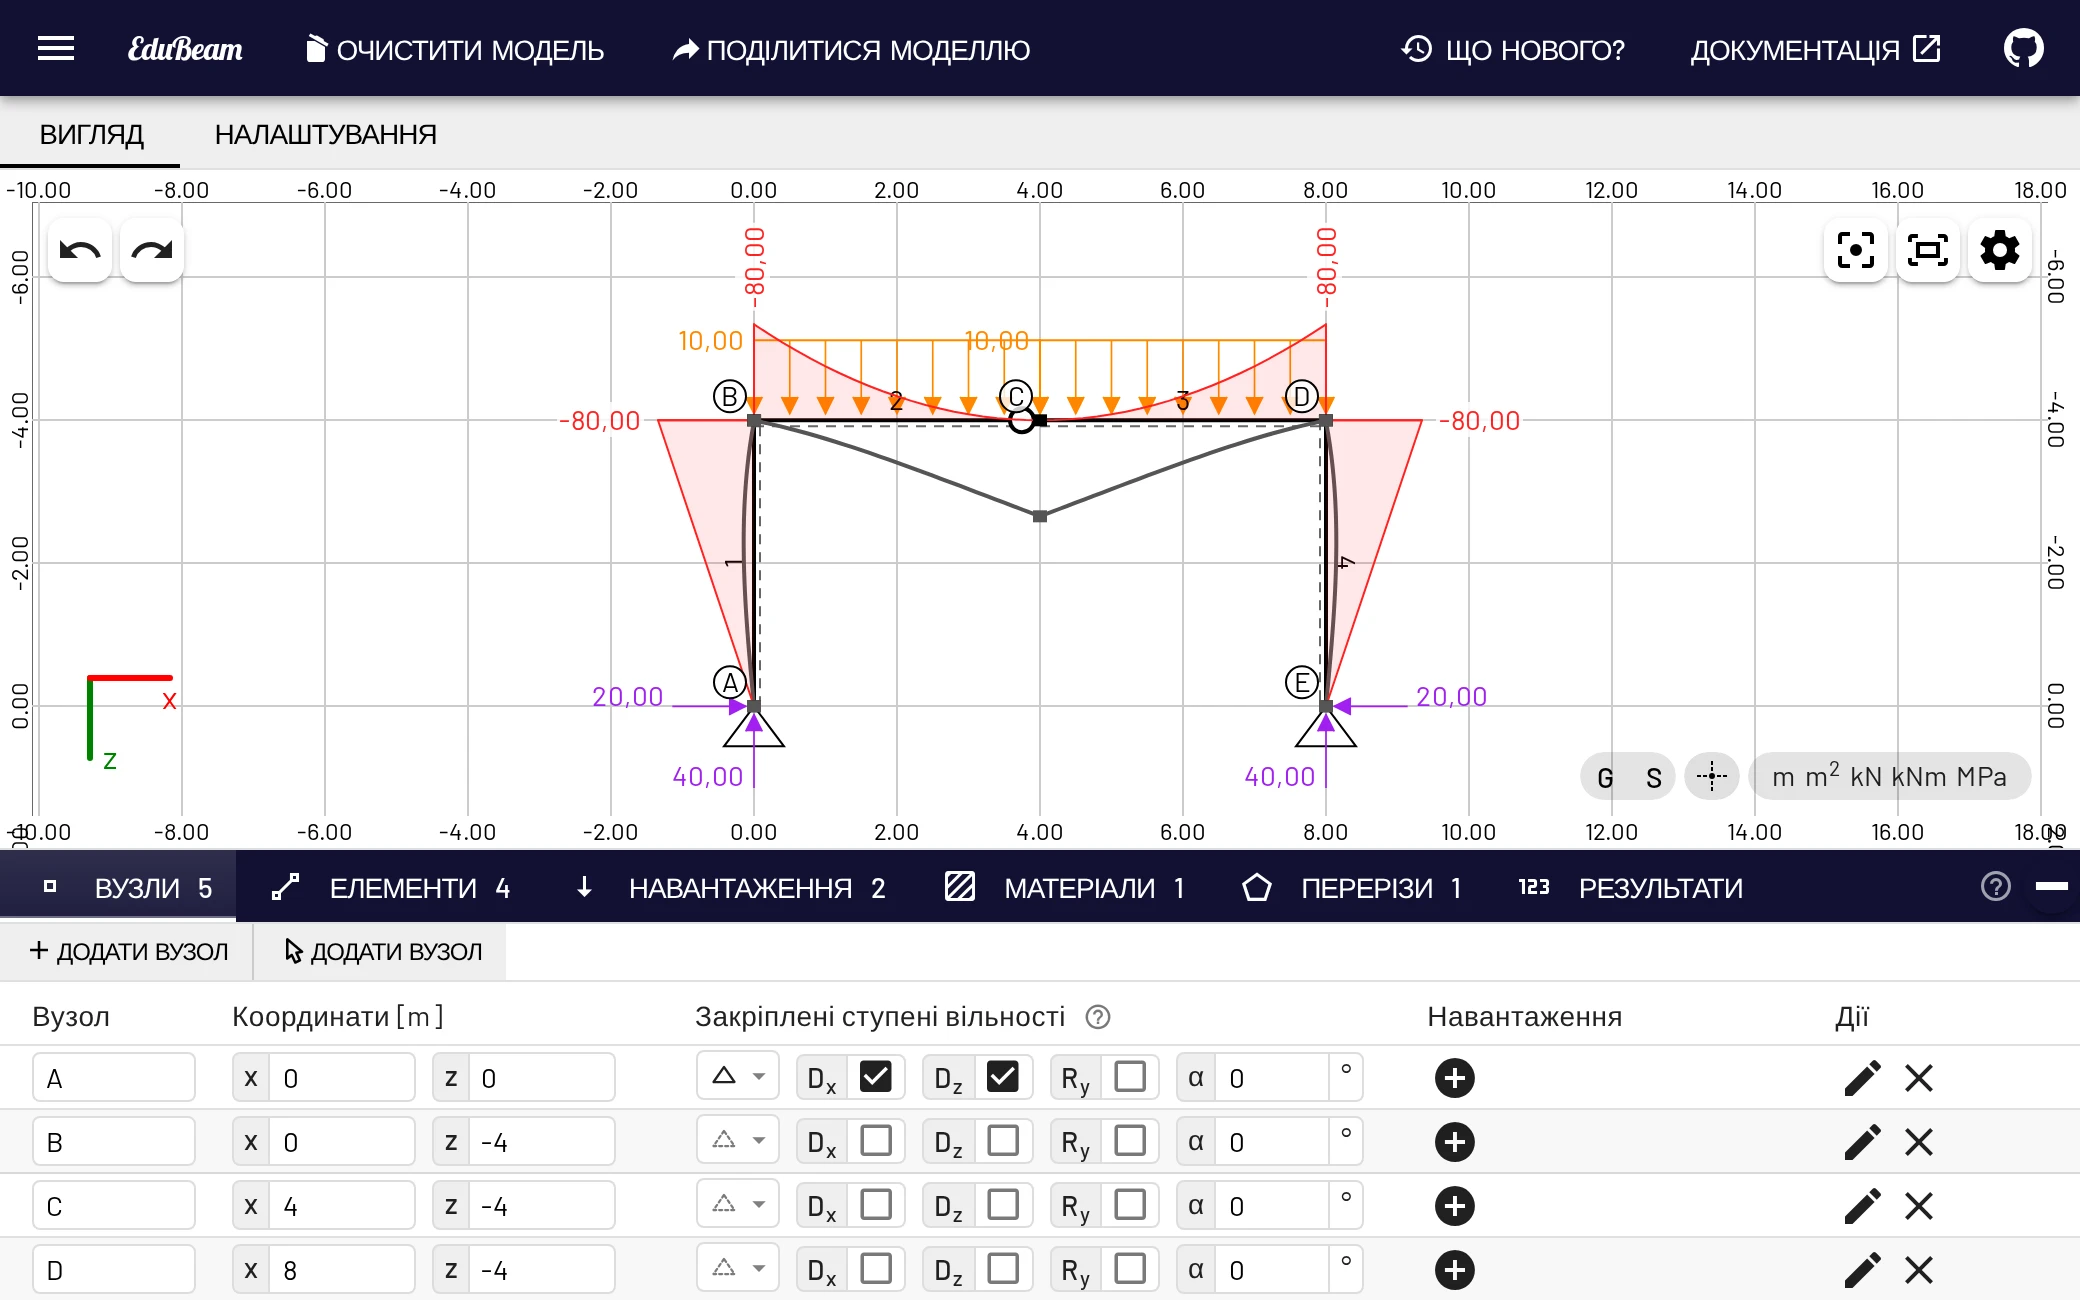 EduBeam ОЧИСТИТИ МОДЕЛЬ ПОДІЛИТИСЯ МОДЕЛЛЮ ЩО НОВОГО? ДОКУМЕНТАЦІЯ
ВИГЛЯД НАЛАШТУВАННЯ
-10.00 -8.00 -6.00 -4.00 -2.00 0.00 2.00 4.00 6.00 8.00 10.00 12.00 14.00 16.00 18.00
-6.00 -80,00 -80,00 -6.00
10,00 10,00
B 2 C 3 D
-4.00 -80,00 -80,00 -4.00
-2.00 1 4 -2.00
A E
0.00 20,00 20,00 0.00
x
z
40,00 40,00 G S m m² kN kNm MPa
-10.00 -8.00 -6.00 -4.00 -2.00 0.00 2.00 4.00 6.00 8.00 10.00 12.00 14.00 16.00 18.00
ВУЗЛИ 5 ЕЛЕМЕНТИ 4 НАВАНТАЖЕННЯ 2 МАТЕРІАЛИ 1 ПЕРЕРІЗИ 1 123 РЕЗУЛЬТАТИ ?
+ ДОДАТИ ВУЗОЛ ДОДАТИ ВУЗОЛ
Вузол Координати [m] Закріплені ступені вільності ? Навантаження Дії
A x 0 z 0 Dx Dz Ry α 0 °
B x 0 z -4 Dx Dz Ry α 0 °
C x 4 z -4 Dx Dz Ry α 0 °
D x 8 z -4 Dx Dz Ry α 0 °